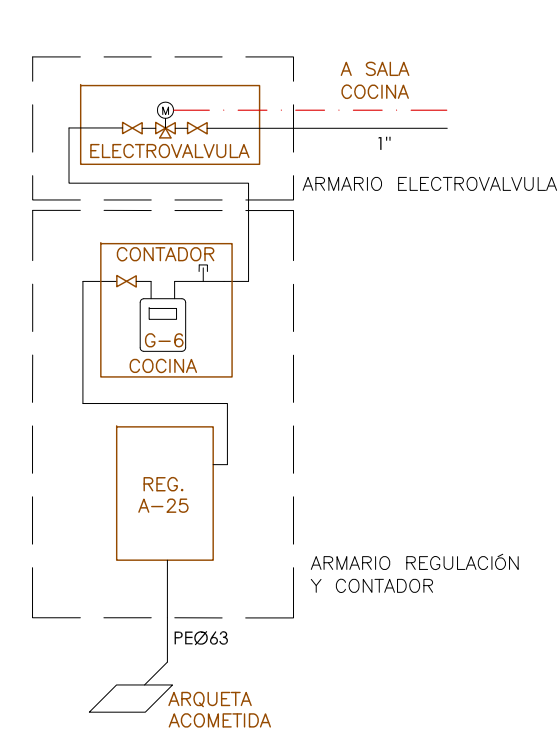 A SALA
COCINA
M
ELECTROVALVULA
1"
ARMARIO ELECTROVALVULA
CONTADOR
G-6
COCINA
REG.
A-25
ARMARIO REGULACIÓN
Y CONTADOR
PEØ63
ARQUETA
ACOMETIDA